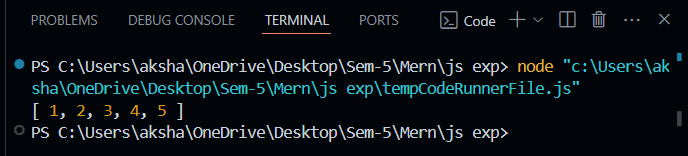 PROBLEMS DEBUG CONSOLE TERMINAL PORTS Code
PS C:\Users\aksha\OneDrive\Desktop\Sem-5\Mern\js exp> node "c:\Users\ak
sha\OneDrive\Desktop\Sem-5\Mern\js exp\tempCodeRunnerFile.js"
[ 1, 2, 3, 4, 5 ]
PS C:\Users\aksha\OneDrive\Desktop\Sem-5\Mern\js exp>